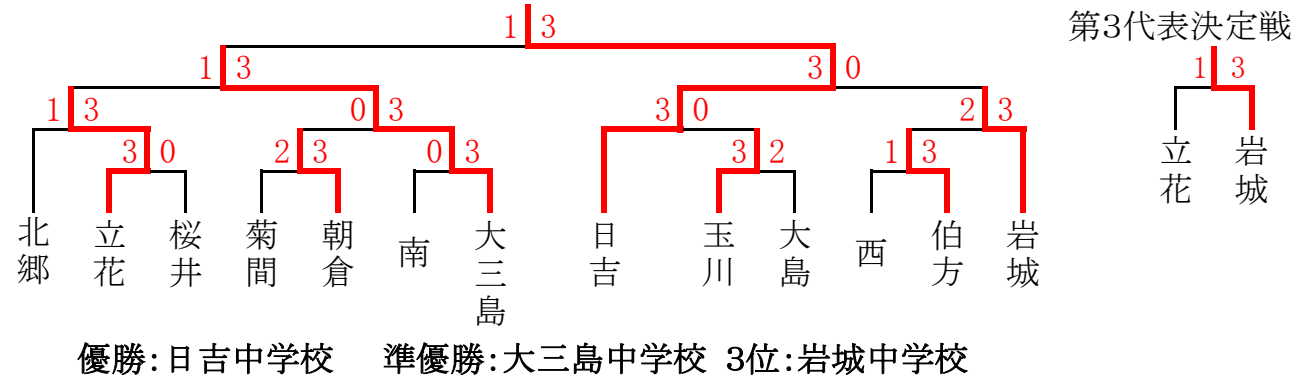 1 3
第3代表決定戦
1 3
3 0
1 3
1 3
0 3
3 0
2 3
3 0
2 3
0 3
3 2
1 3
立花
岩城
北郷
立花
桜井
菊間
朝倉
南
大三島
日吉
玉川
大島
西
伯方
岩城
優勝:日吉中学校 準優勝:大三島中学校 3位:岩城中学校